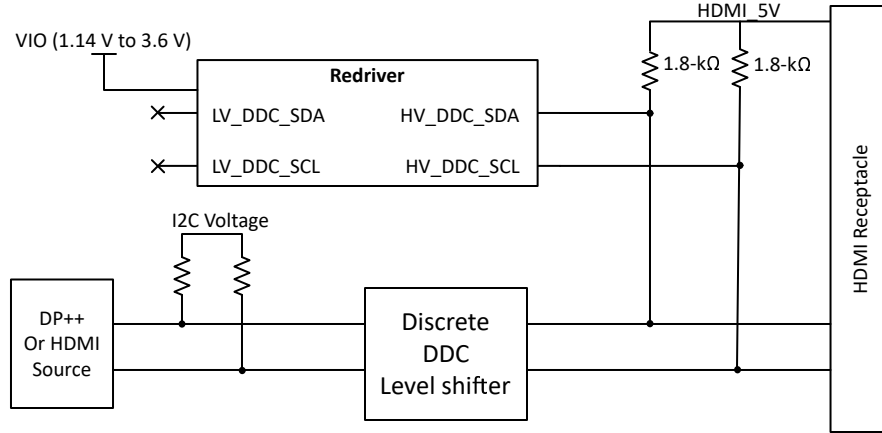 HDMI_5V
VIO (1.14 V to 3.6 V)
1.8-kΩ
1.8-kΩ
Redriver
LV_DDC_SDA
HV_DDC_SDA
LV_DDC_SCL
HV_DDC_SCL
I2C Voltage
HDMI Receptacle
DP++
Or HDMI
Source
Discrete
DDC
Level shifter